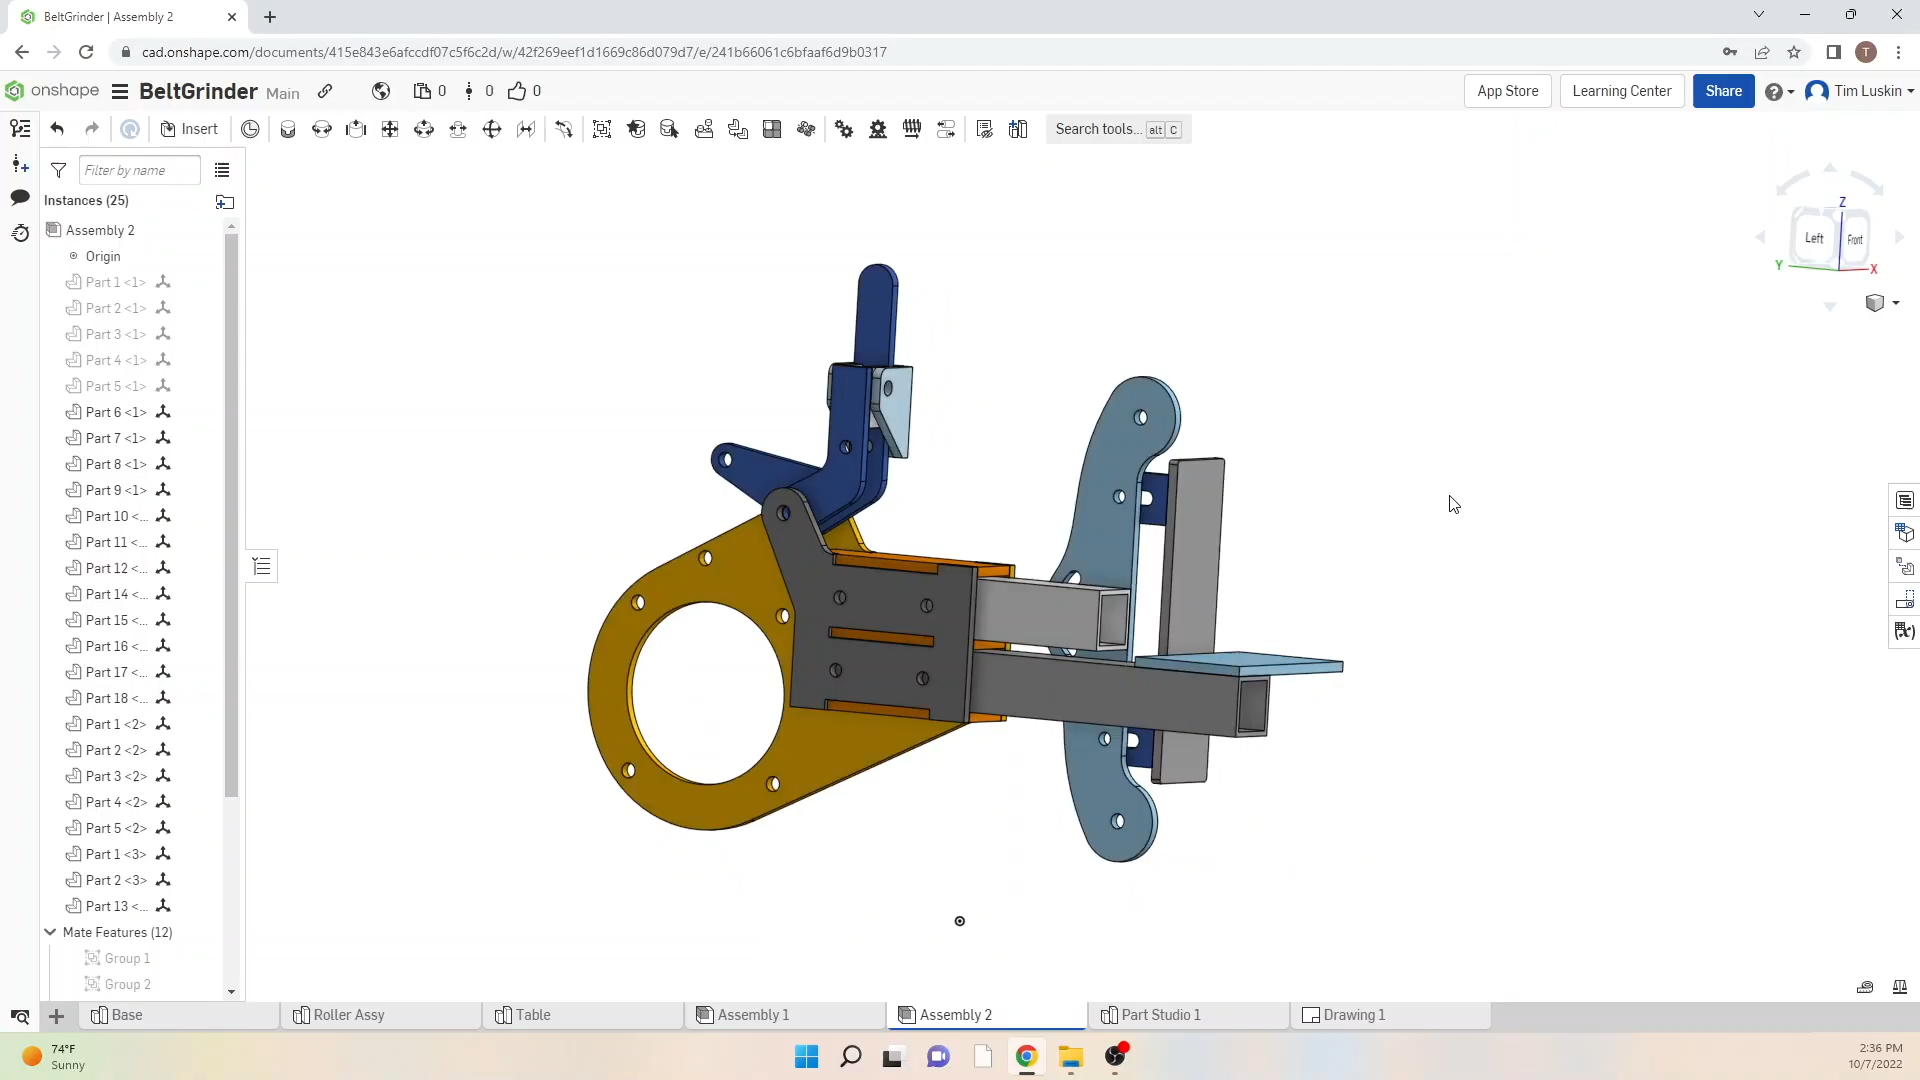 BeltGrinder | Assembly 2
cad.onshape.com/documents/415e843e6afccdf07c5f6c2d/w/42f269eef1d1669c86d079d7/e/241b66061c6bfaaf6d9b0317
T
onshape
BeltGrinder Main
0
0
0
App Store
Learning Center
Share
Tim Luskin
Insert
Search tools... alt C
Filter by name
Instances (25)
Assembly 2
Origin
Part 1 <1>
Part 2 <1>
Part 3 <1>
Part 4 <1>
Part 5 <1>
Part 6 <1>
Part 7 <1>
Part 8 <1>
Part 9 <1>
Part 10 <...
Part 11 <...
Part 12 <...
Part 14 <...
Part 15 <...
Part 16 <...
Part 17 <...
Part 18 <...
Part 1 <2>
Part 2 <2>
Part 3 <2>
Part 4 <2>
Part 5 <2>
Part 1 <3>
Part 2 <3>
Part 13 <...
Mate Features (12)
Group 1
Group 2
Z
Left
Front
Y
X
Base
Roller Assy
Table
Assembly 1
Assembly 2
Part Studio 1
Drawing 1
74°F
Sunny
2:36 PM
10/7/2022